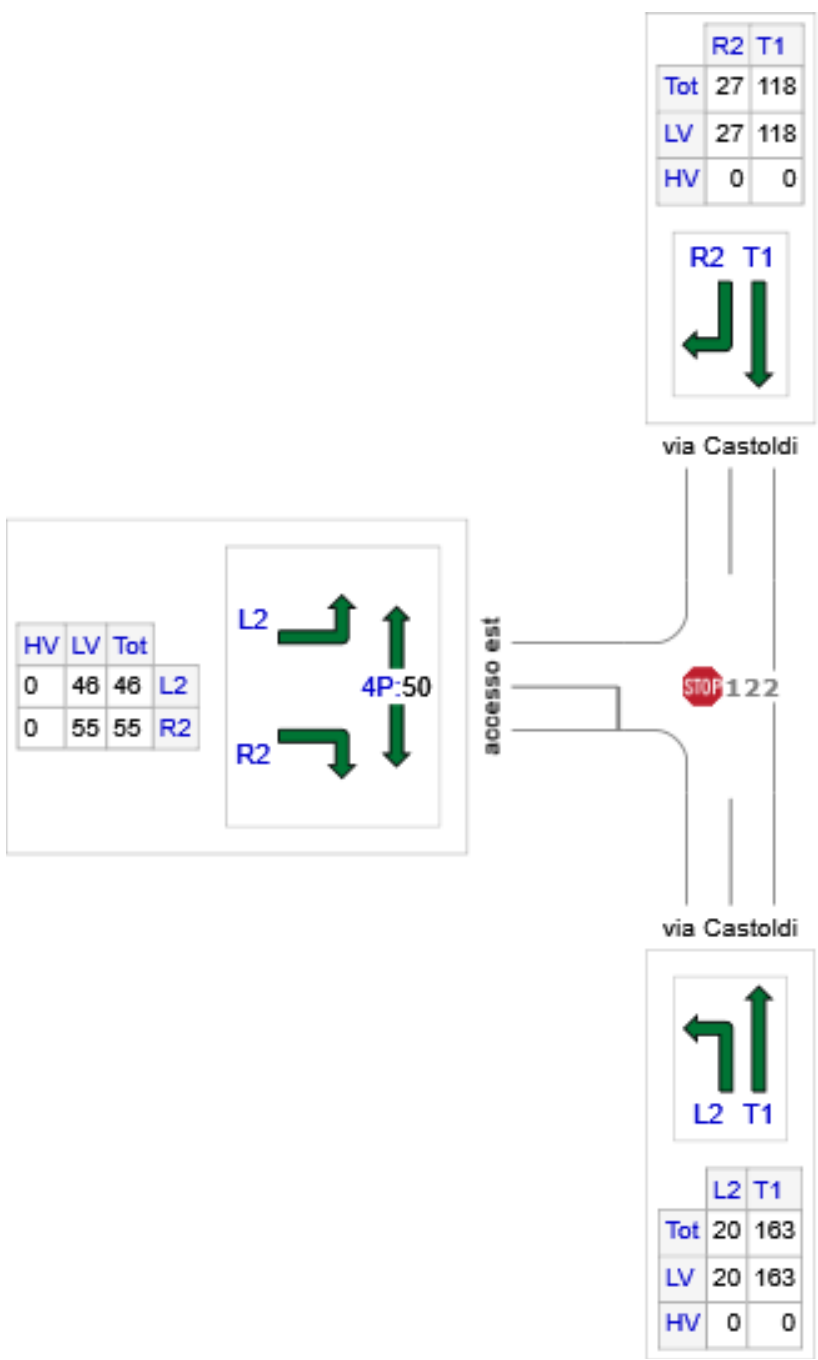 R2 T1
Tot 27 118
LV 27 118
HV 0 0
R2 T1
via Castoldi
HV LV Tot
0 46 46 L2
0 55 55 R2
L2
4P:50
R2
accesso est
STOP 122
via Castoldi
L2 T1
L2 T1
Tot 20 163
LV 20 163
HV 0 0